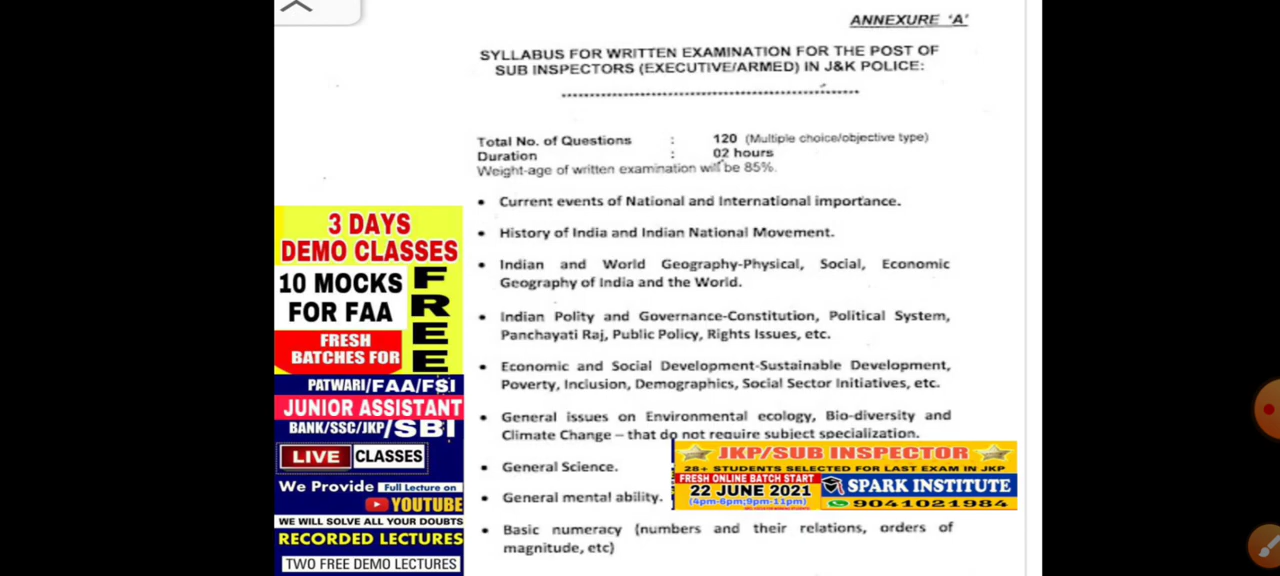 ANNEXURE 'A'
SYLLABUS FOR WRITTEN EXAMINATION FOR THE POST OF
SUB INSPECTORS (EXECUTIVE/ARMED) IN J&K POLICE:
Total No. of Questions : 120 (Multiple choice/objective type)
Duration : 02 hours
Weight-age of written examination will be 85%.
• Current events of National and International importance.
• History of India and Indian National Movement.
• Indian and World Geography-Physical, Social, Economic
Geography of India and the World.
• Indian Polity and Governance-Constitution, Political System,
Panchayati Raj, Public Policy, Rights Issues, etc.
• Economic and Social Development-Sustainable Development,
Poverty, Inclusion, Demographics, Social Sector Initiatives, etc.
• General issues on Environmental ecology, Bio-diversity and
Climate Change – that do not require subject specialization.
• General Science.
• General mental ability.
• Basic numeracy (numbers and their relations, orders of
magnitude, etc)
3 DAYS
DEMO CLASSES
10 MOCKS
FOR FAA
FREE
FRESH
BATCHES FOR
PATWARI/FAA/FSI
JUNIOR ASSISTANT
BANK/SSC/JKP/SBI
LIVE CLASSES
We Provide Full Lecture on
YOUTUBE
WE WILL SOLVE ALL YOUR DOUBTS
RECORDED LECTURES
TWO FREE DEMO LECTURES
JKP/SUB INSPECTOR
28+ STUDENTS SELECTED FOR LAST EXAM IN JKP
FRESH ONLINE BATCH START
22 JUNE 2021
(4pm-6pm;9pm-11pm)
SPARK INSTITUTE
9041021984